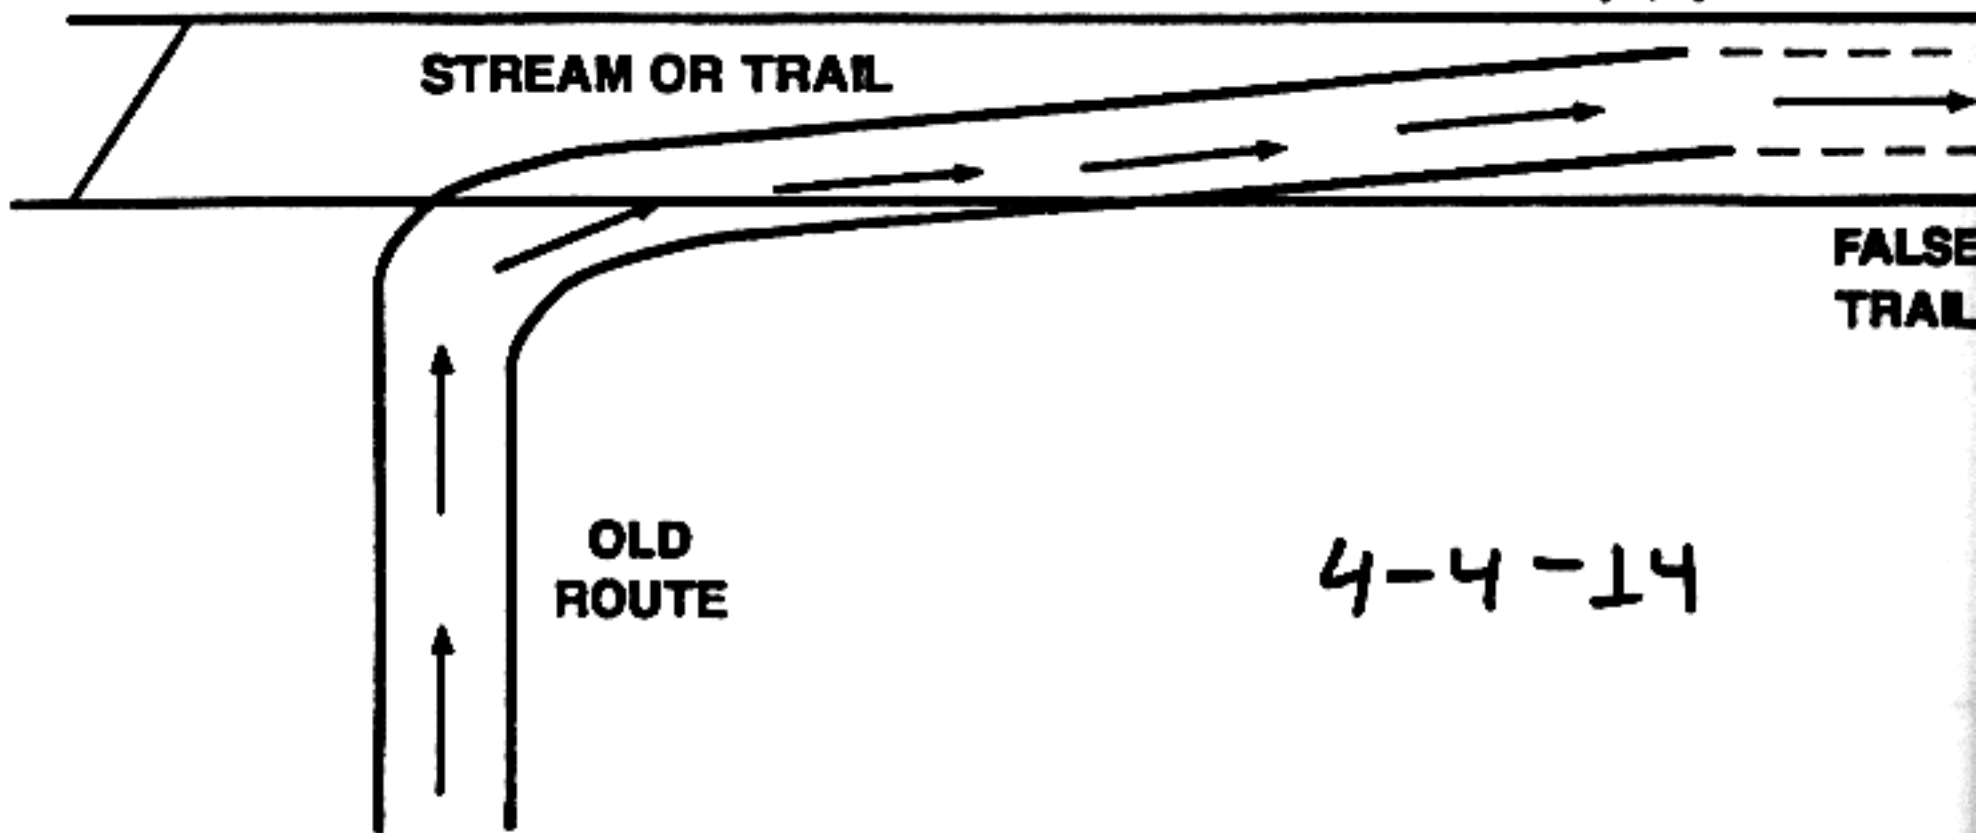 STREAM OR TRAIL
FALSE
TRAIL
OLD
ROUTE
4-4-14